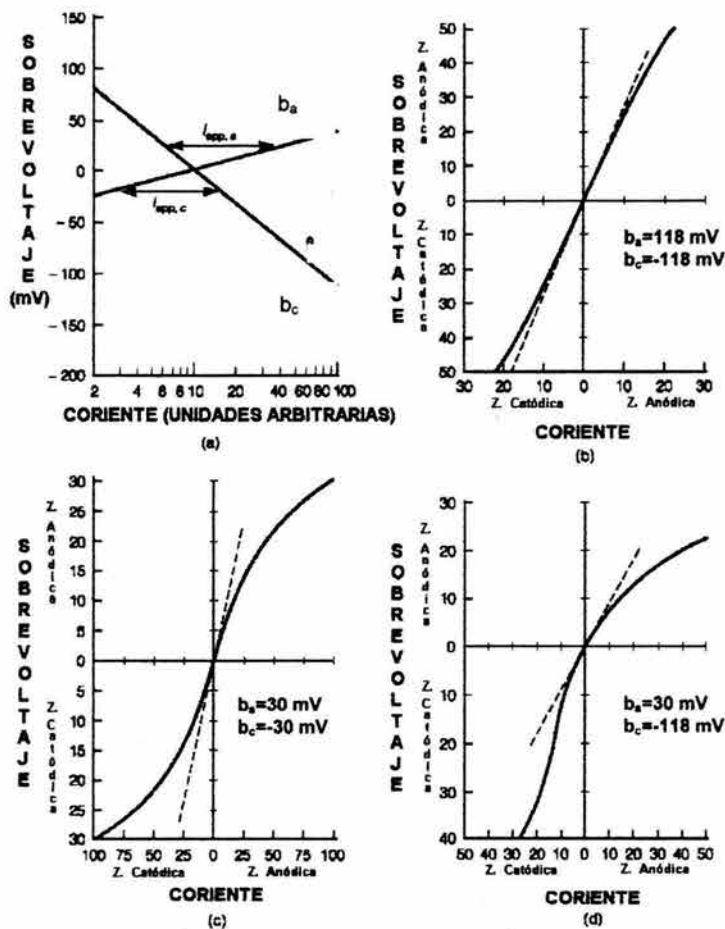 SOBREVOLTAJE
(mV)
150
100
50
0
-50
-100
-150
-200
b_a
i_app, a
i_app, c
b_c
2 4 6 8 10 20 40 60 80 100
CORIENTE (UNIDADES ARBITRARIAS)
(a)
SOBREVOLTAJE
Z. Anódica
Z. Catódica
50
40
30
20
10
0
10
20
30
40
50
b_a=118 mV
b_c=-118 mV
30 20 10 0 10 20 30
Z. Catódica Z. Anódica
CORIENTE
(b)
SOBREVOLTAJE
Z. Anódica
Z. Catódica
30
25
20
15
10
5
0
5
10
15
20
25
30
b_a=30 mV
b_c=-30 mV
100 75 50 25 0 25 50 75 100
Z. Catódica Z. Anódica
CORIENTE
(c)
SOBREVOLTAJE
Z. Anódica
Z. Catódica
30
20
10
0
10
20
30
40
b_a=30 mV
b_c=-118 mV
50 40 30 20 10 0 10 20 30 40 50
Z. Catódica Z. Anódica
CORIENTE
(d)